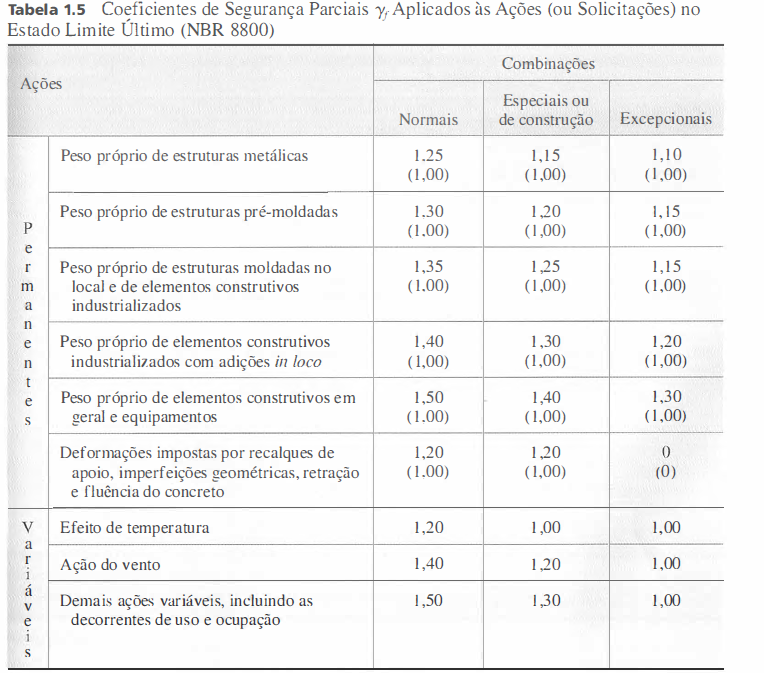 Tabela 1.5 Coeficientes de Segurança Parciais γf Aplicados às Ações (ou Solicitações) no
Estado Limite Último (NBR 8800)
Ações
Combinações
Normais
Especiais ou
de construção
Excepcionais
Permanentes
Peso próprio de estruturas metálicas
1.25
(1,00)
1,15
(1,00)
1,10
(1,00)
Peso próprio de estruturas pré-moldadas
1.30
(1,00)
1,20
(1,00)
1,15
(1,00)
Peso próprio de estruturas moldadas no
local e de elementos construtivos
industrializados
1,35
(1.00)
1,25
(1,00)
1,15
(1,00)
Peso próprio de elementos construtivos
industrializados com adições in loco
1,40
(1,00)
1,30
(1,00)
1,20
(1,00)
Peso próprio de elementos construtivos em
geral e equipamentos
1,50
(1.00)
1,40
(1,00)
1,30
(1,00)
Deformações impostas por recalques de
apoio, imperfeições geométricas, retração
e fluência do concreto
1,20
(1.00)
1,20
(1,00)
0
(0)
Variáveis
Efeito de temperatura
1,20
1,00
1,00
Ação do vento
1,40
1,20
1,00
Demais ações variáveis, incluindo as
decorrentes de uso e ocupação
1,50
1,30
1,00